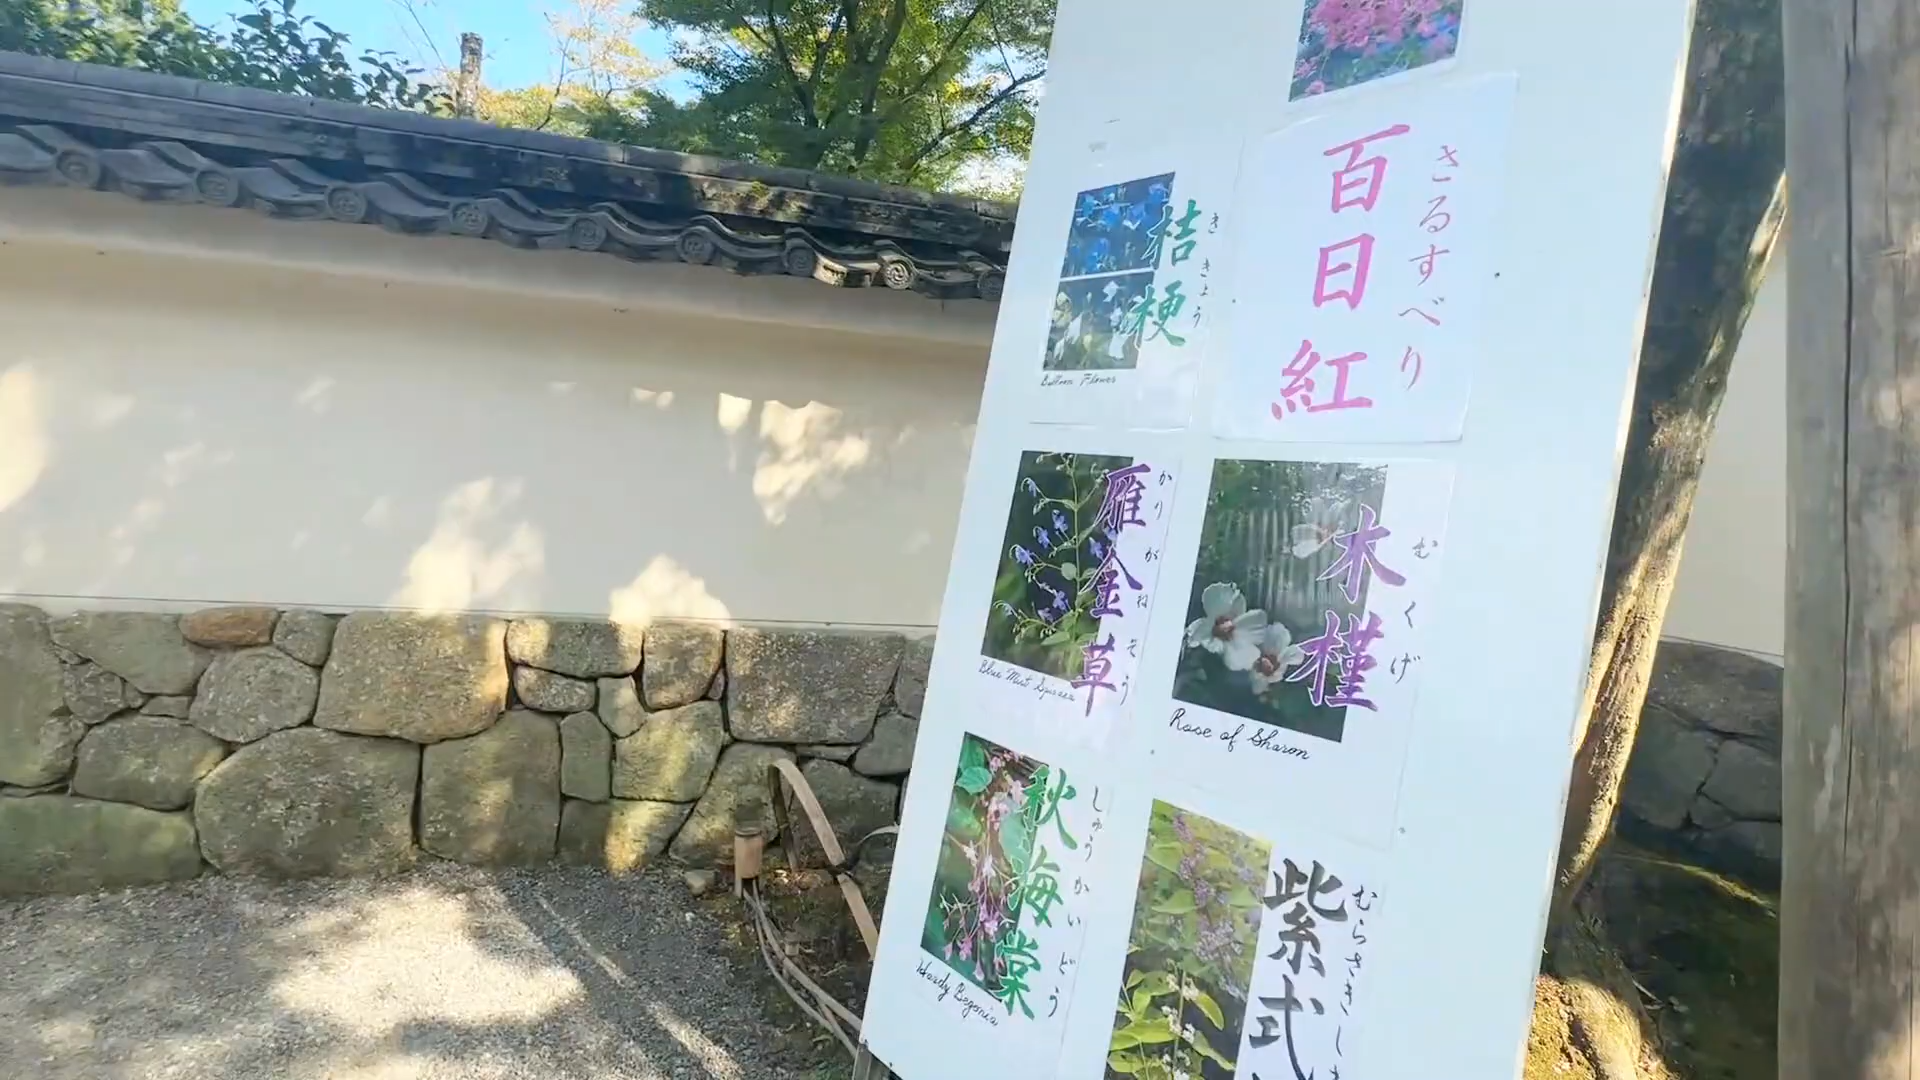 百日紅
さるすべり
桔梗
ききょう
Balloon Flower
木槿
むくげ
Rose of Sharon
雁金草
かりがねそう
Blue Mist Spiraea
紫式
むらさきしき
秋海棠
しゅうかいどう
Hardy Begonia